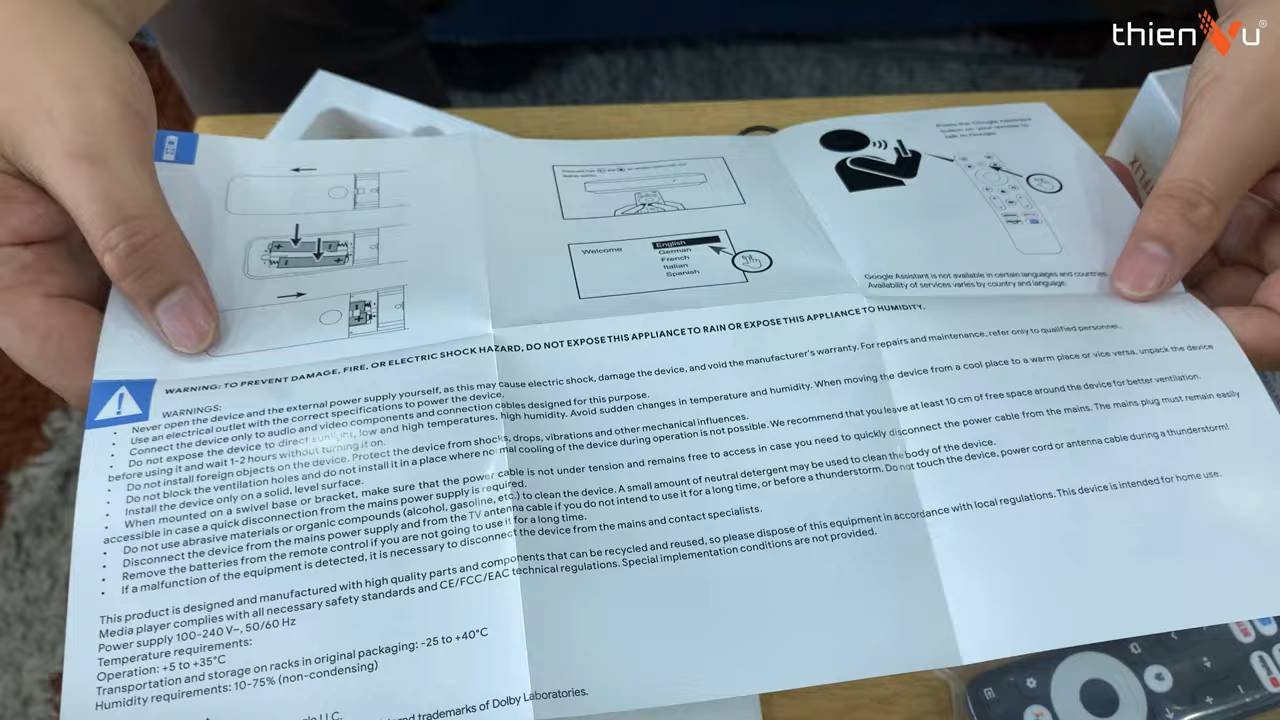 thienVu®
FLIX
Press the Google Assistant
button on your remote to
talk to Google.
Welcome
English
German
French
Italian
Spanish
Google Assistant is not available in certain languages and countries.
Availability of services varies by country and language.
WARNING: TO PREVENT DAMAGE, FIRE, OR ELECTRIC SHOCK HAZARD, DO NOT EXPOSE THIS APPLIANCE TO RAIN OR EXPOSE THIS APPLIANCE TO HUMIDITY.
WARNINGS:
• Never open the device and the external power supply yourself, as this may cause electric shock, damage the device, and void the manufacturer's warranty. For repairs and maintenance, refer only to qualified personnel.
• Use an electrical outlet with the correct specifications to power the device.
• Connect the device only to audio and video components and connection cables designed for this purpose.
• Do not expose the device to direct sunlight, low and high temperatures, high humidity. Avoid sudden changes in temperature and humidity. When moving the device from a cool place to a warm place or vice versa, unpack the device
before using it and wait 1-2 hours without turning it on.
• Do not install foreign objects on the device. Protect the device from shocks, drops, vibrations and other mechanical influences.
• Do not block the ventilation holes and do not install it in a place where normal cooling of the device during operation is not possible. We recommend that you leave at least 10 cm of free space around the device for better ventilation.
• Install the device only on a solid, level surface.
• When mounted on a swivel base or bracket, make sure that the power cable is not under tension and remains free to access in case you need to quickly disconnect the power cable from the mains. The mains plug must remain easily
accessible in case a quick disconnection from the mains power supply is required.
• Do not use abrasive materials or organic compounds (alcohol, gasoline, etc.) to clean the device. A small amount of neutral detergent may be used to clean the body of the device.
• Disconnect the device from the mains power supply and from the TV antenna cable if you do not intend to use it for a long time, or before a thunderstorm. Do not touch the device, power cord or antenna cable during a thunderstorm!
• Remove the batteries from the remote control if you are not going to use it for a long time.
• If a malfunction of the equipment is detected, it is necessary to disconnect the device from the mains and contact specialists.
This product is designed and manufactured with high quality parts and components that can be recycled and reused, so please dispose of this equipment in accordance with local regulations. This device is intended for home use.
Media player complies with all necessary safety standards and CE/FCC/EAC technical regulations. Special implementation conditions are not provided.
Power supply 100-240 V~, 50/60 Hz
Temperature requirements:
Operation: +5 to +35°C
Transportation and storage on racks in original packaging: -25 to +40°C
Humidity requirements: 10-75% (non-condensing)
LLC.
trademarks of Dolby Laboratories.